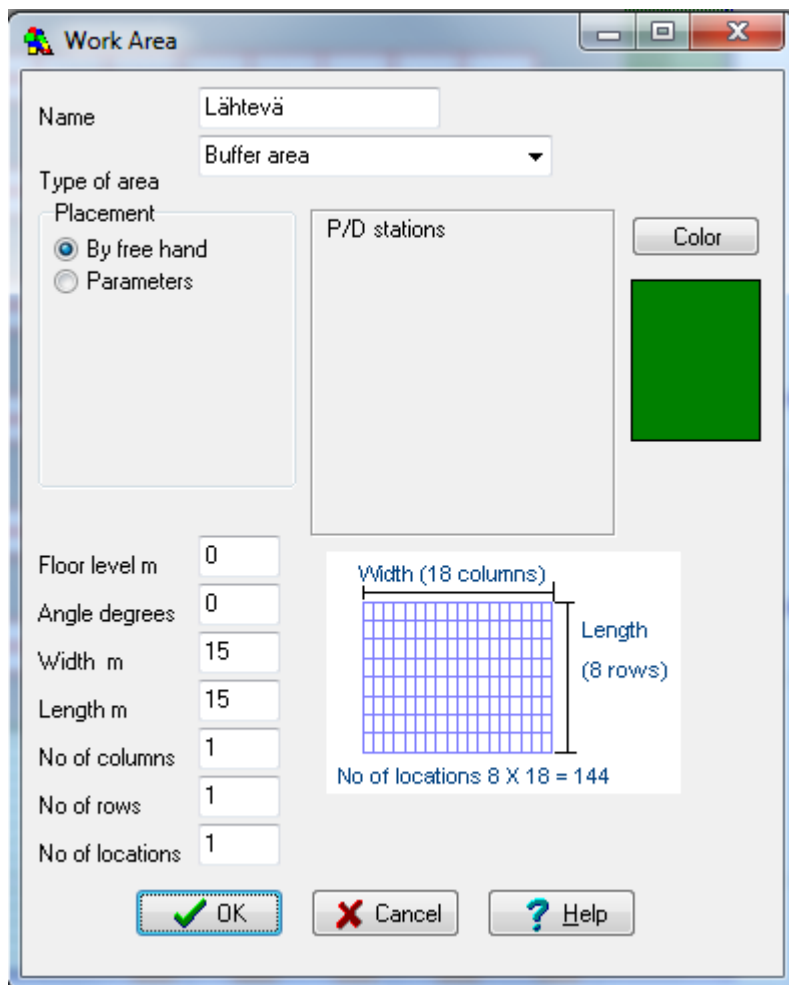 Work Area
Name
Lähtevä
Buffer area
Type of area
Placement
By free hand
Parameters
P/D stations
Color
Floor level m
0
Angle degrees
0
Width m
15
Length m
15
No of columns
1
No of rows
1
No of locations
1
Width (18 columns)
Length
(8 rows)
No of locations 8 X 18 = 144
OK
Cancel
Help